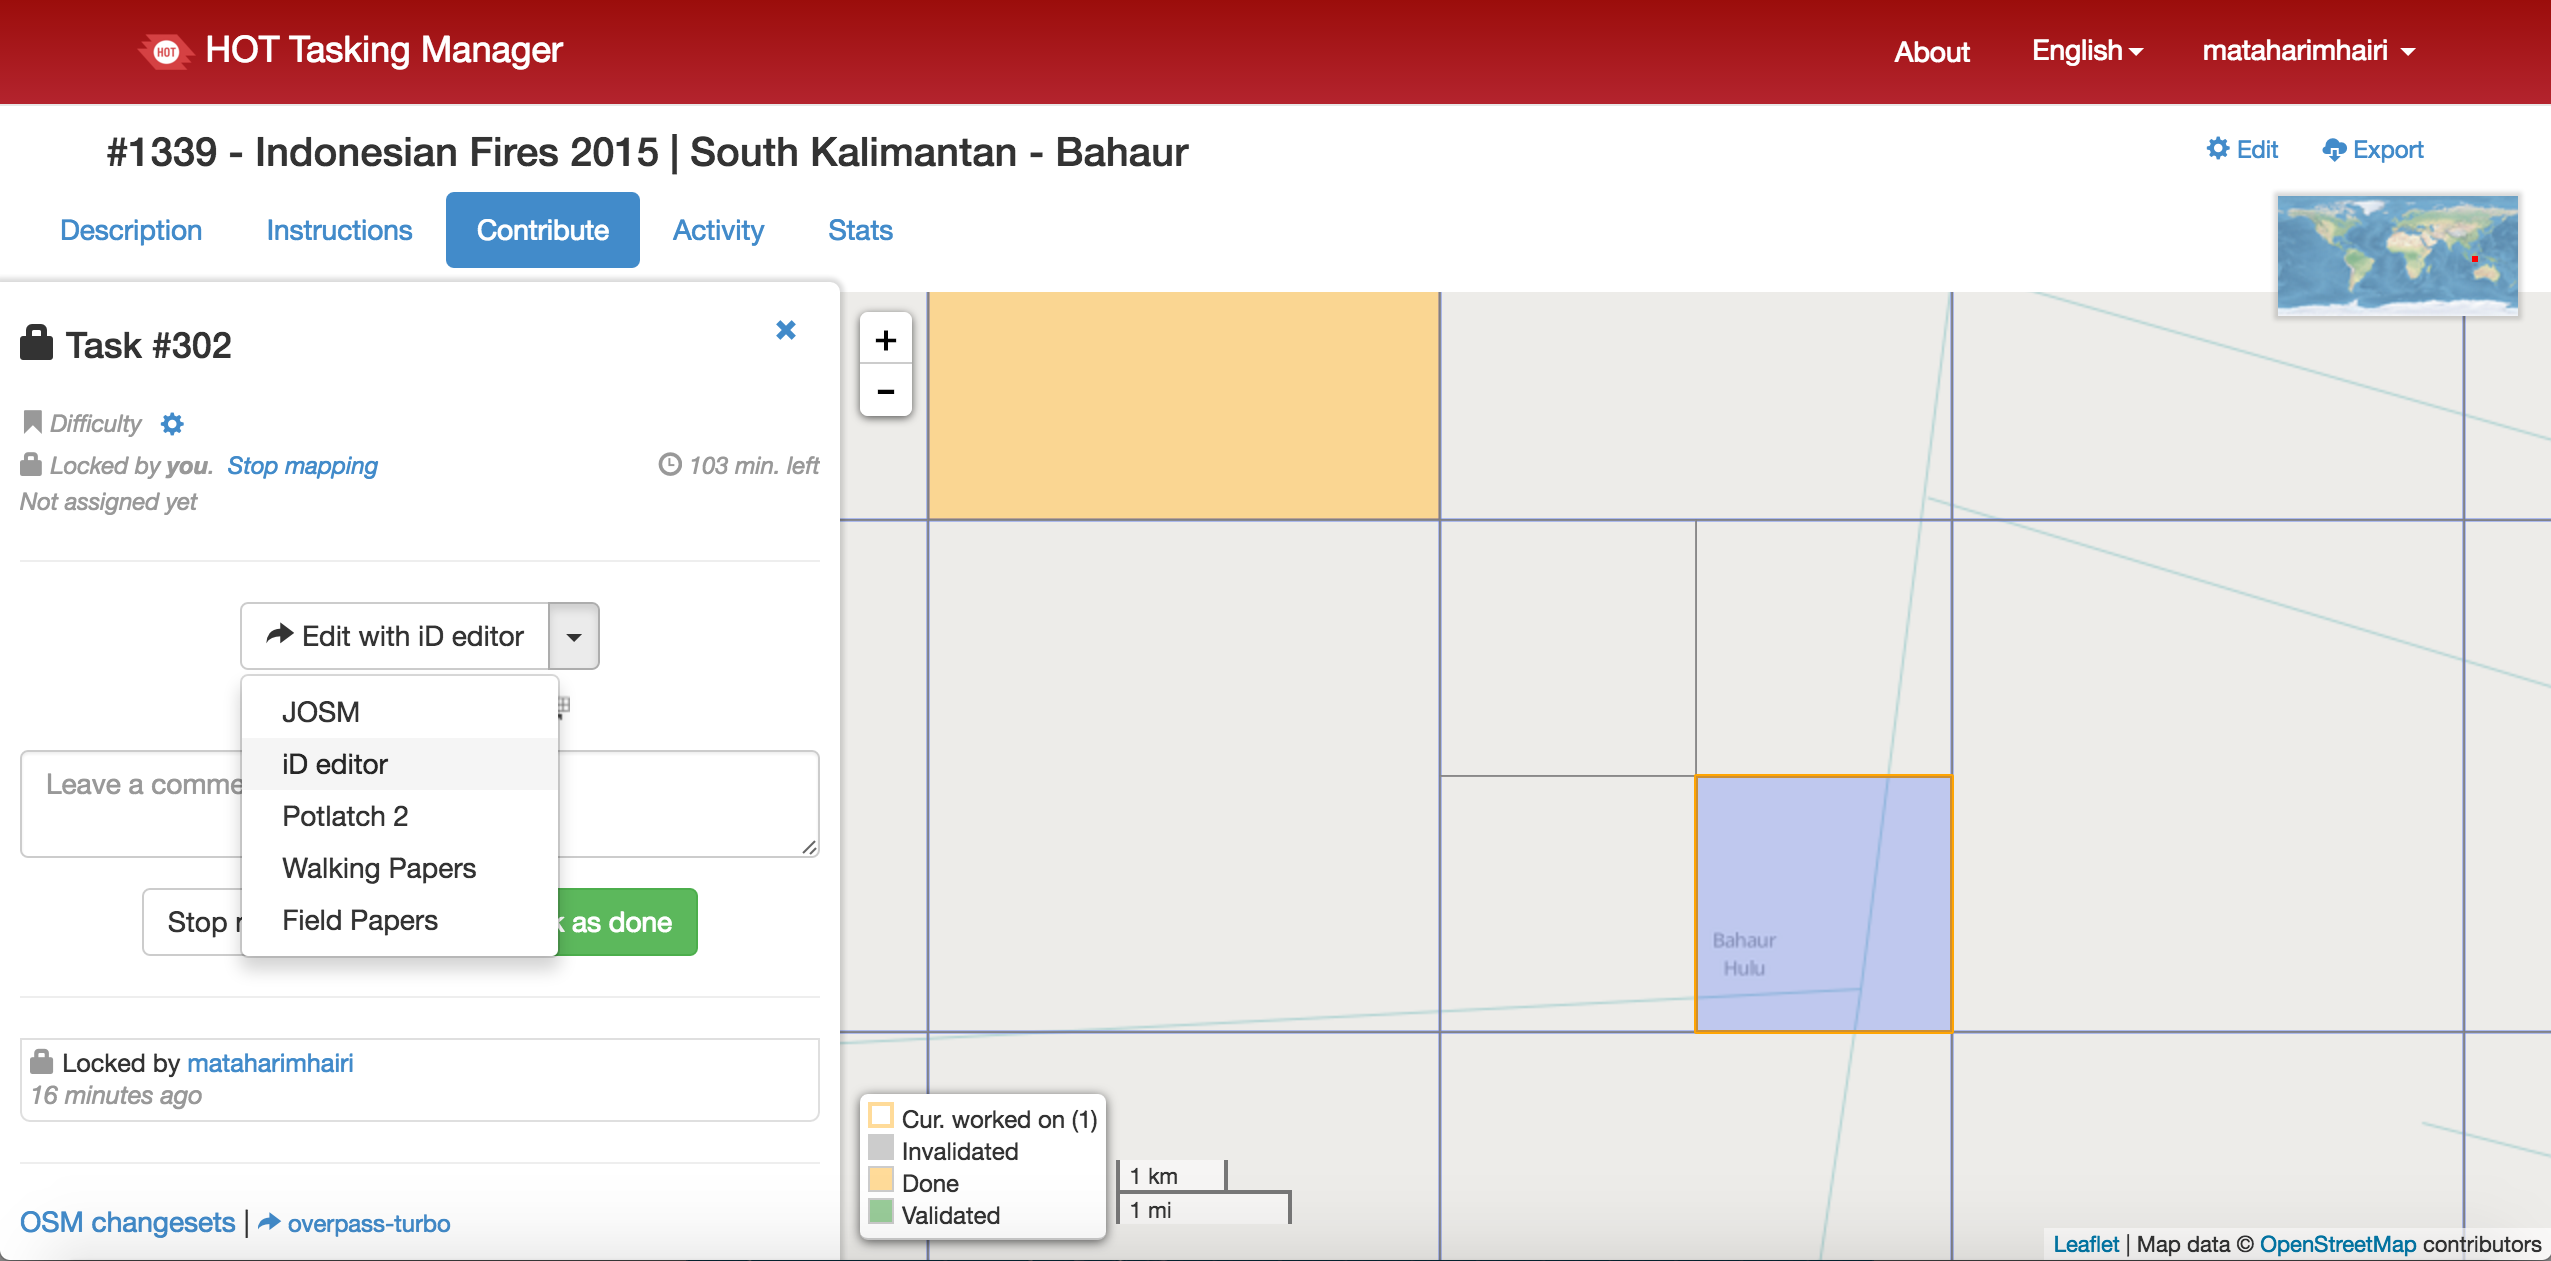 HOT HOT Tasking Manager
About English mataharimhairi
#1339 - Indonesian Fires 2015 | South Kalimantan - Bahaur
Edit Export
Description Instructions Contribute Activity Stats
Task #302
Difficulty
Locked by you. Stop mapping 103 min. left
Not assigned yet
Edit with iD editor
JOSM
iD editor
Potlatch 2
Walking Papers
Field Papers
Leave a comme
Stop
as done
Locked by mataharimhairi
16 minutes ago
OSM changesets | overpass-turbo
+
−
Bahaur
Hulu
Cur. worked on (1)
Invalidated
Done
Validated
1 km
1 mi
Leaflet | Map data © OpenStreetMap contributors